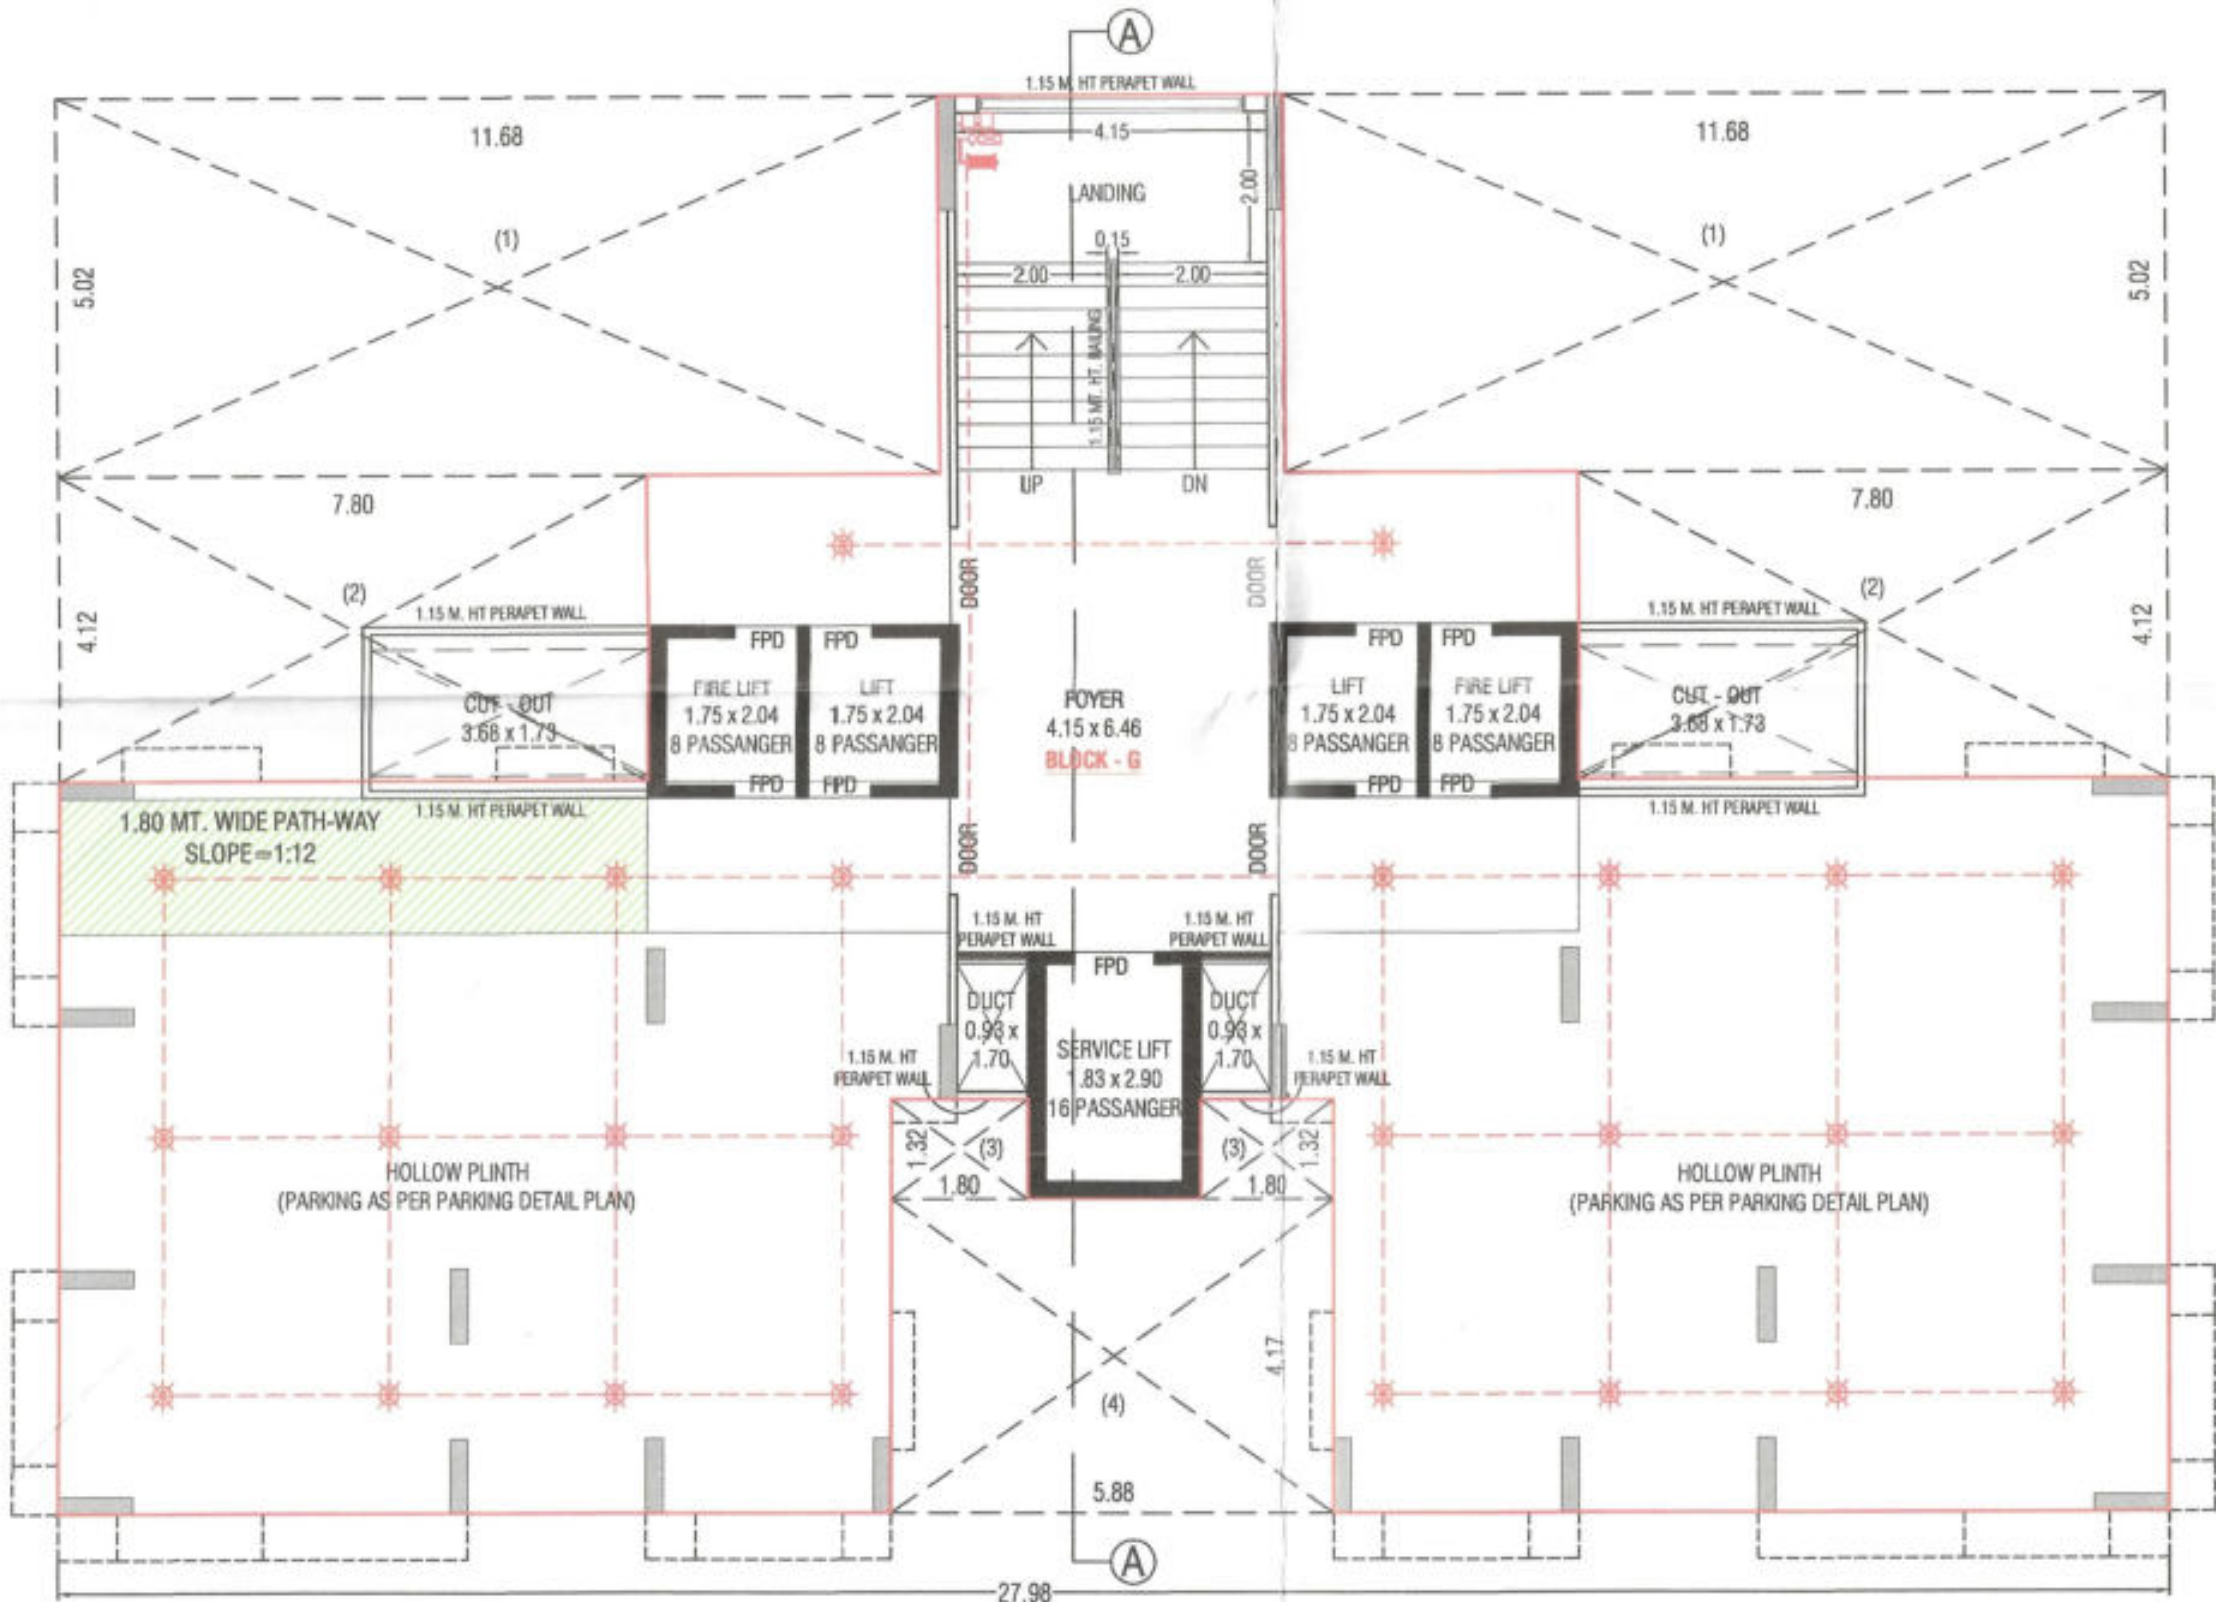 A
1.15 M. HT PERAPET WALL
11.68
4.15
11.68
LANDING
2.00
(1)
0.15
(1)
5.02
2.00
2.00
5.02
1.15 MT. HT. RAILING
UP
DN
7.80
7.80
DOOR
DOOR
(2)
(2)
1.15 M. HT PERAPET WALL
1.15 M. HT PERAPET WALL
4.12
4.12
FPD
FPD
FPD
FPD
CUT - OUT
3.68 x 1.73
FIRE LIFT
1.75 x 2.04
8 PASSANGER
LIFT
1.75 x 2.04
8 PASSANGER
FOYER
4.15 x 6.46
BLOCK - G
LIFT
1.75 x 2.04
8 PASSANGER
FIRE LIFT
1.75 x 2.04
8 PASSANGER
CUT - OUT
3.68 x 1.73
FPD
FPD
FPD
FPD
1.15 M. HT PERAPET WALL
1.15 M. HT PERAPET WALL
1.80 MT. WIDE PATH-WAY
SLOPE=1:12
DOOR
DOOR
1.15 M. HT
PERAPET WALL
1.15 M. HT
PERAPET WALL
FPD
DUCT
0.93 x
1.70
DUCT
0.93 x
1.70
SERVICE LIFT
1.83 x 2.90
16 PASSANGER
1.15 M. HT
PERAPET WALL
1.15 M. HT
PERAPET WALL
1.32
(3)
(3)
1.32
1.80
1.80
HOLLOW PLINTH
(PARKING AS PER PARKING DETAIL PLAN)
HOLLOW PLINTH
(PARKING AS PER PARKING DETAIL PLAN)
4.17
(4)
5.88
A
27.98